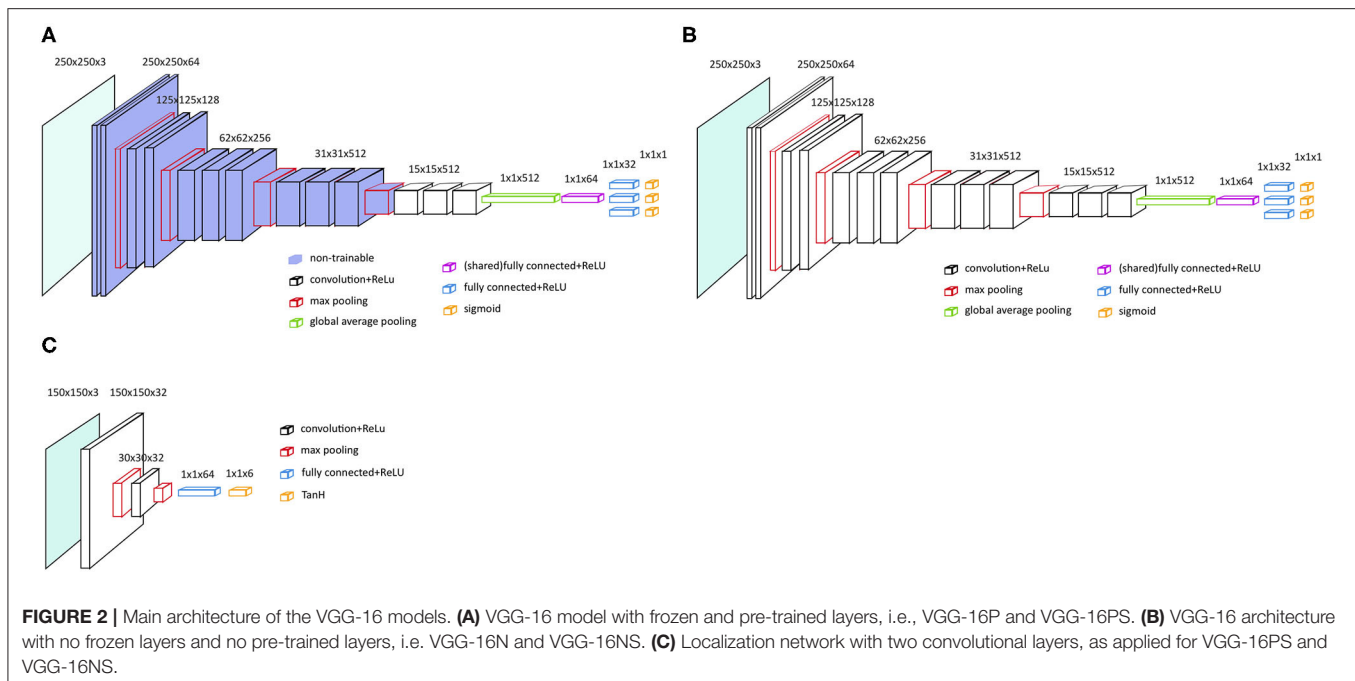 A
250x250x3
250x250x64
125x125x128
62x62x256
31x31x512
15x15x512
1x1x512
1x1x64
1x1x32
1x1x1
non-trainable
convolution+ReLu
max pooling
global average pooling
(shared)fully connected+ReLU
fully connected+ReLU
sigmoid
B
250x250x3
250x250x64
125x125x128
62x62x256
31x31x512
15x15x512
1x1x512
1x1x64
1x1x32
1x1x1
convolution+ReLu
max pooling
global average pooling
(shared)fully connected+ReLU
fully connected+ReLU
sigmoid
C
150x150x3
150x150x32
30x30x32
1x1x64
1x1x6
convolution+ReLu
max pooling
fully connected+ReLU
TanH
FIGURE 2 | Main architecture of the VGG-16 models. (A) VGG-16 model with frozen and pre-trained layers, i.e., VGG-16P and VGG-16PS. (B) VGG-16 architecture
with no frozen layers and no pre-trained layers, i.e. VGG-16N and VGG-16NS. (C) Localization network with two convolutional layers, as applied for VGG-16PS and
VGG-16NS.